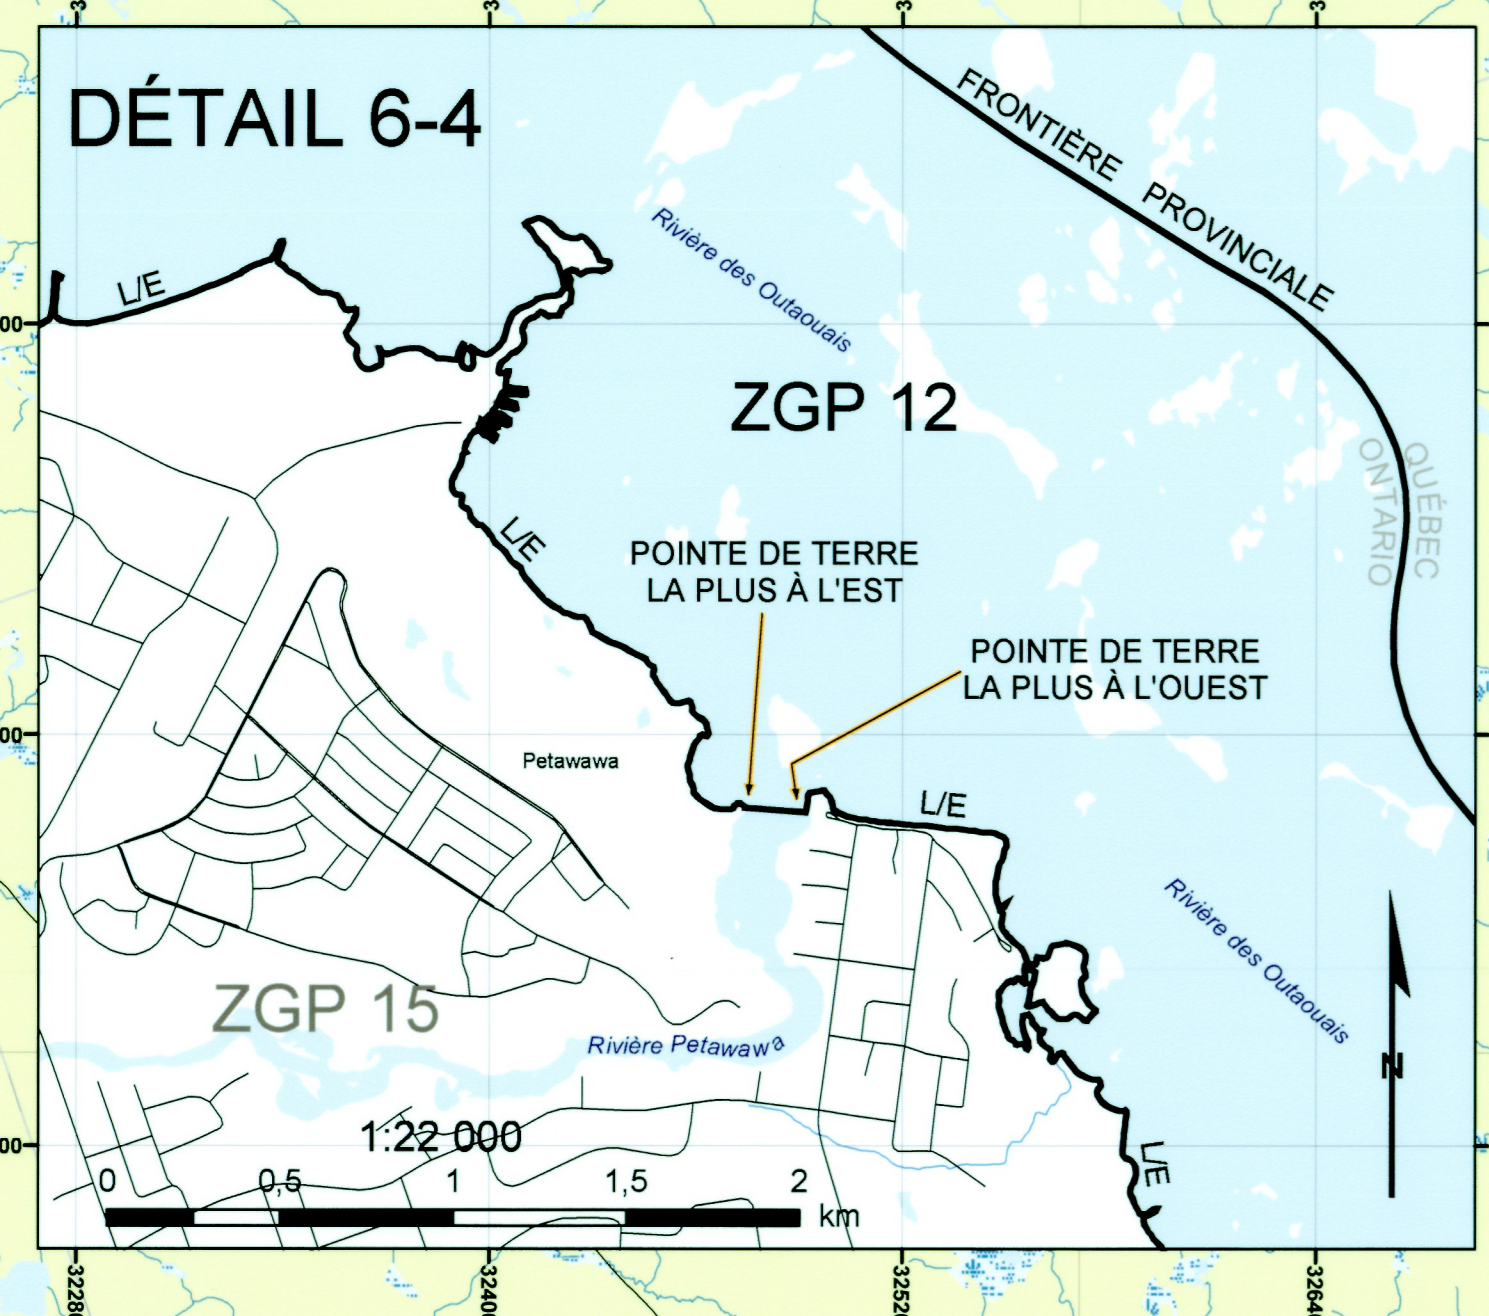 DÉTAIL 6-4
FRONTIÈRE PROVINCIALE
L/E
Rivière des Outaouais
ZGP 12
QUÉBEC
ONTARIO
L/E
POINTE DE TERRE
LA PLUS À L'EST
POINTE DE TERRE
LA PLUS À L'OUEST
Petawawa
L/E
Rivière des Outaouais
ZGP 15
Rivière Petawawa
N
1:22 000
L/E
0 0,5 1 1,5 2
km